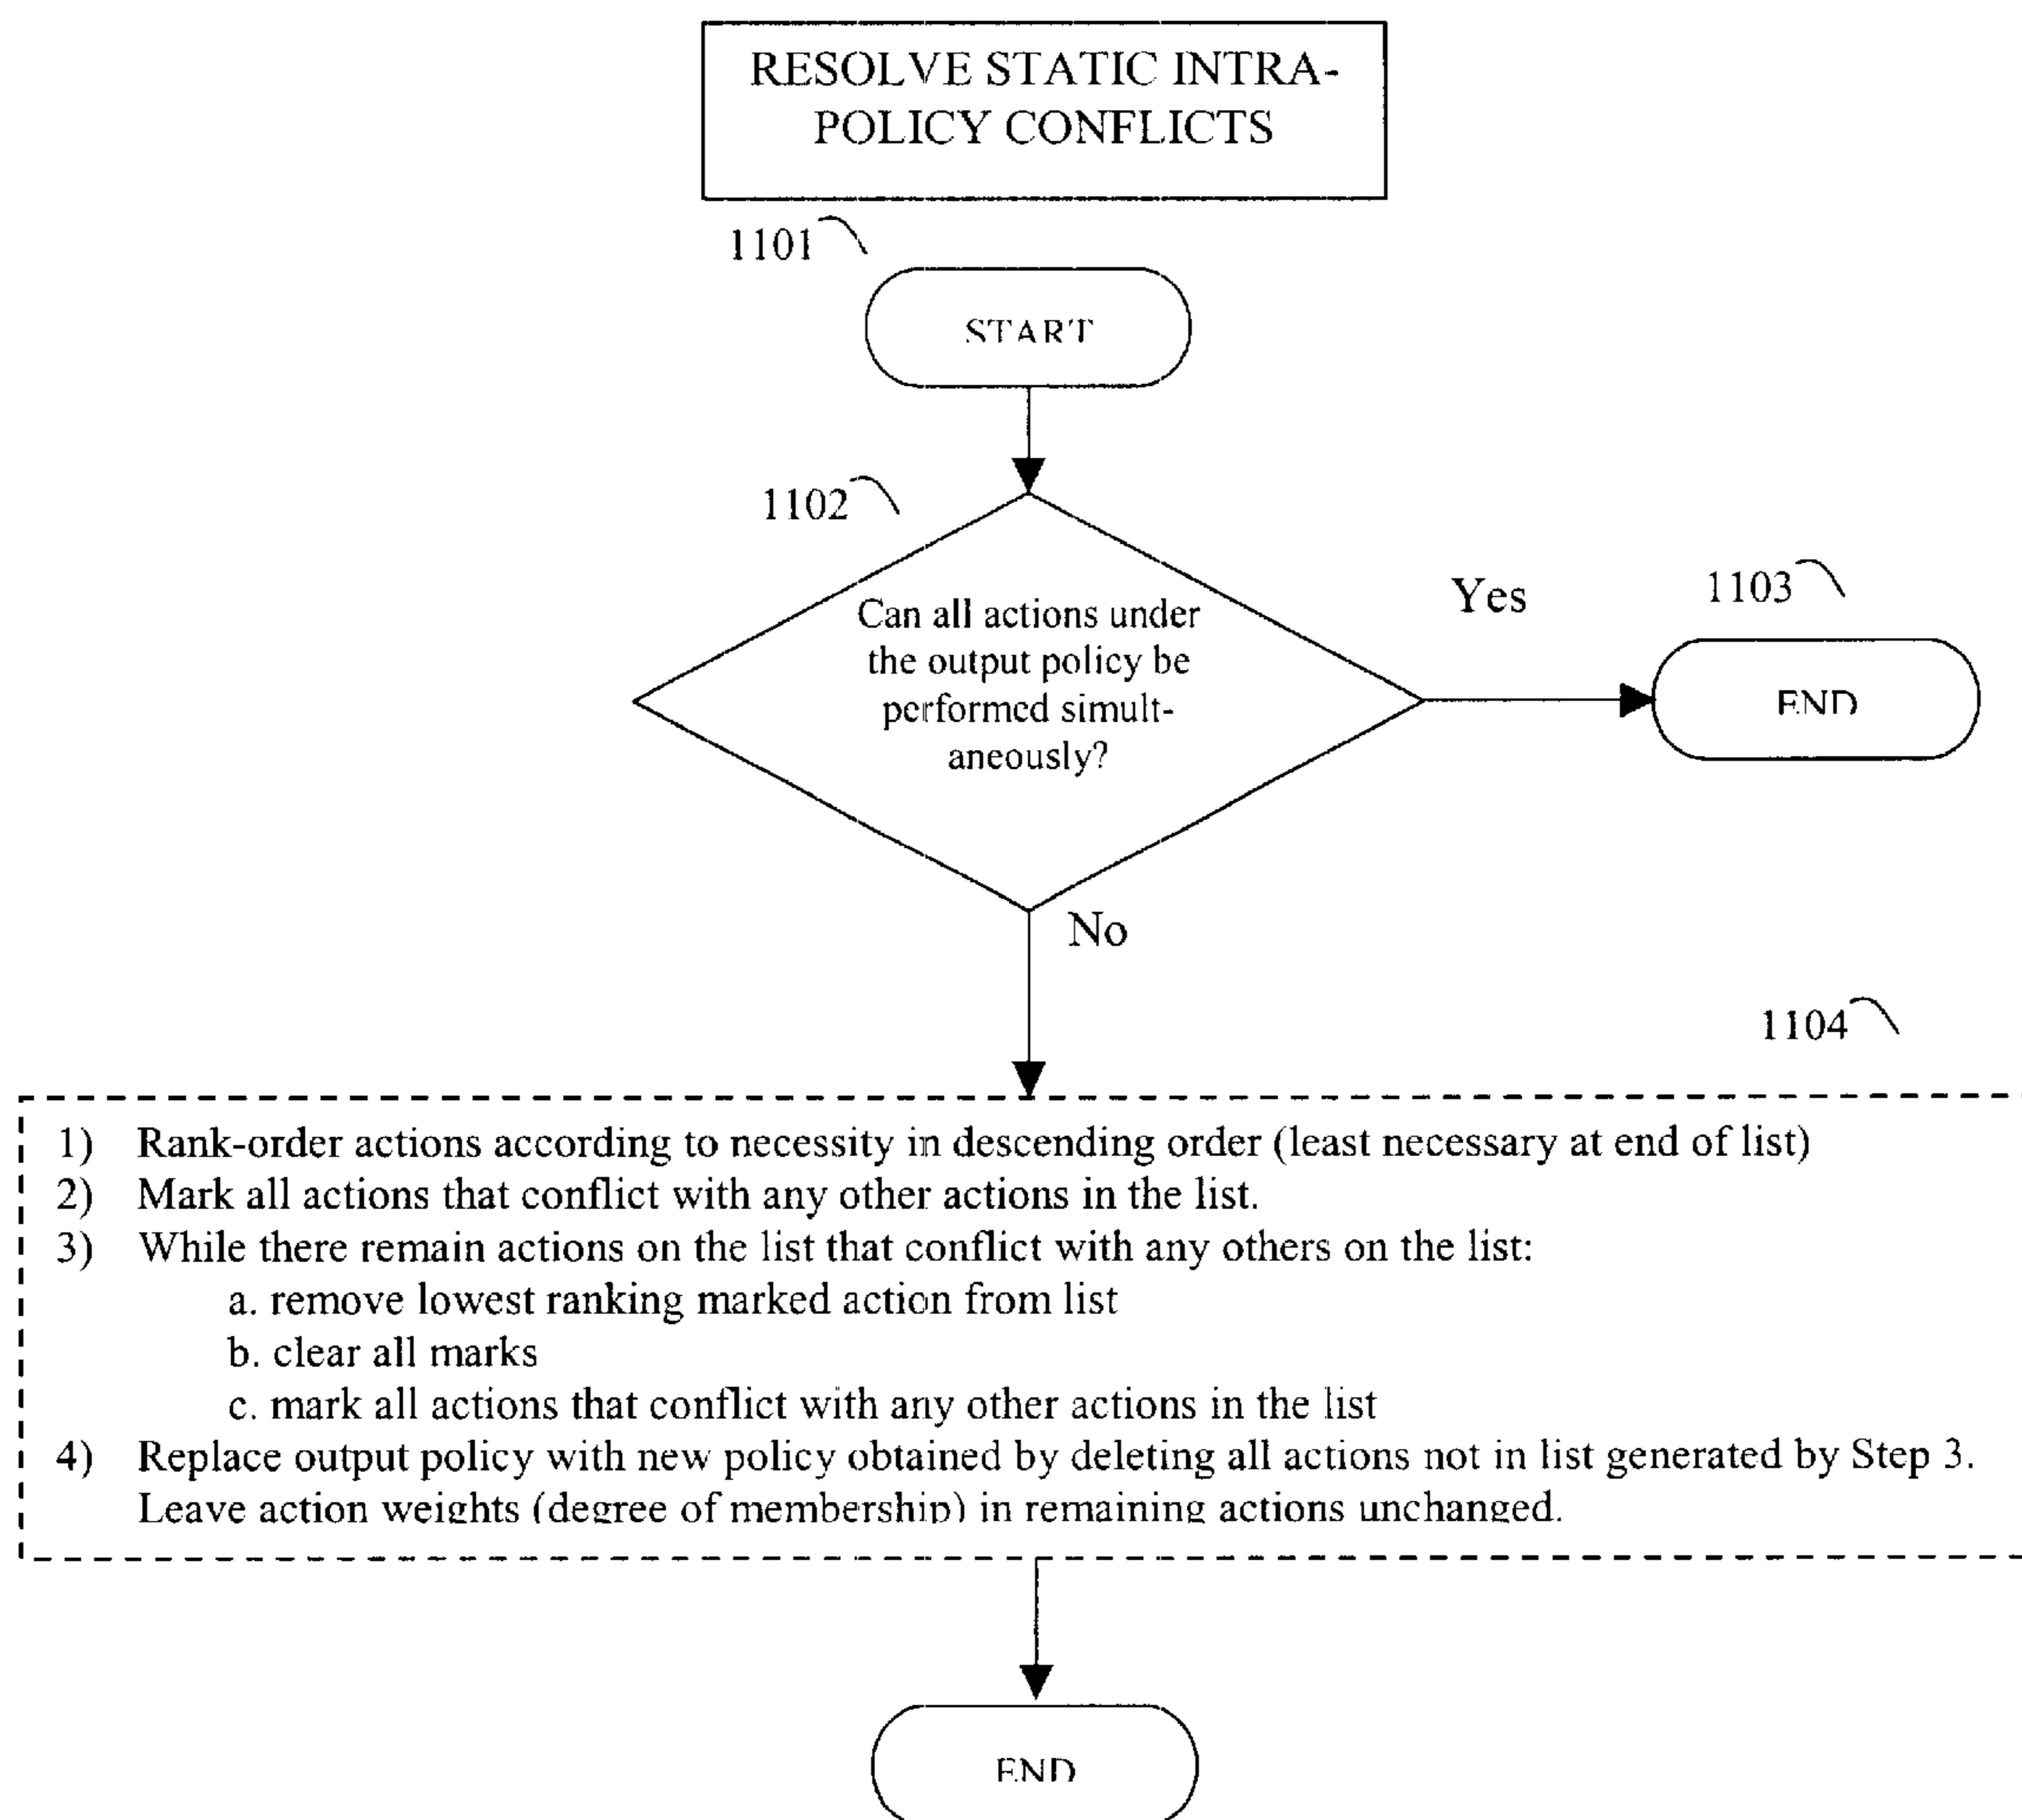 RESOLVE STATIC INTRA-
POLICY CONFLICTS
1101
START
1102
Can all actions under
the output policy be
performed simult-
aneously?
Yes
1103
END
No
1104
1) Rank-order actions according to necessity in descending order (least necessary at end of list)
2) Mark all actions that conflict with any other actions in the list.
3) While there remain actions on the list that conflict with any others on the list:
a. remove lowest ranking marked action from list
b. clear all marks
c. mark all actions that conflict with any other actions in the list
4) Replace output policy with new policy obtained by deleting all actions not in list generated by Step 3.
Leave action weights (degree of membership) in remaining actions unchanged.
END